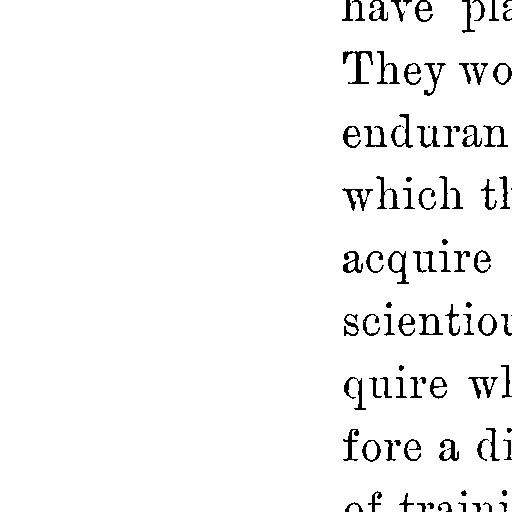 have pla
They wo
enduran
which th
acquire
scientiou
quire wh
fore a di
of traini